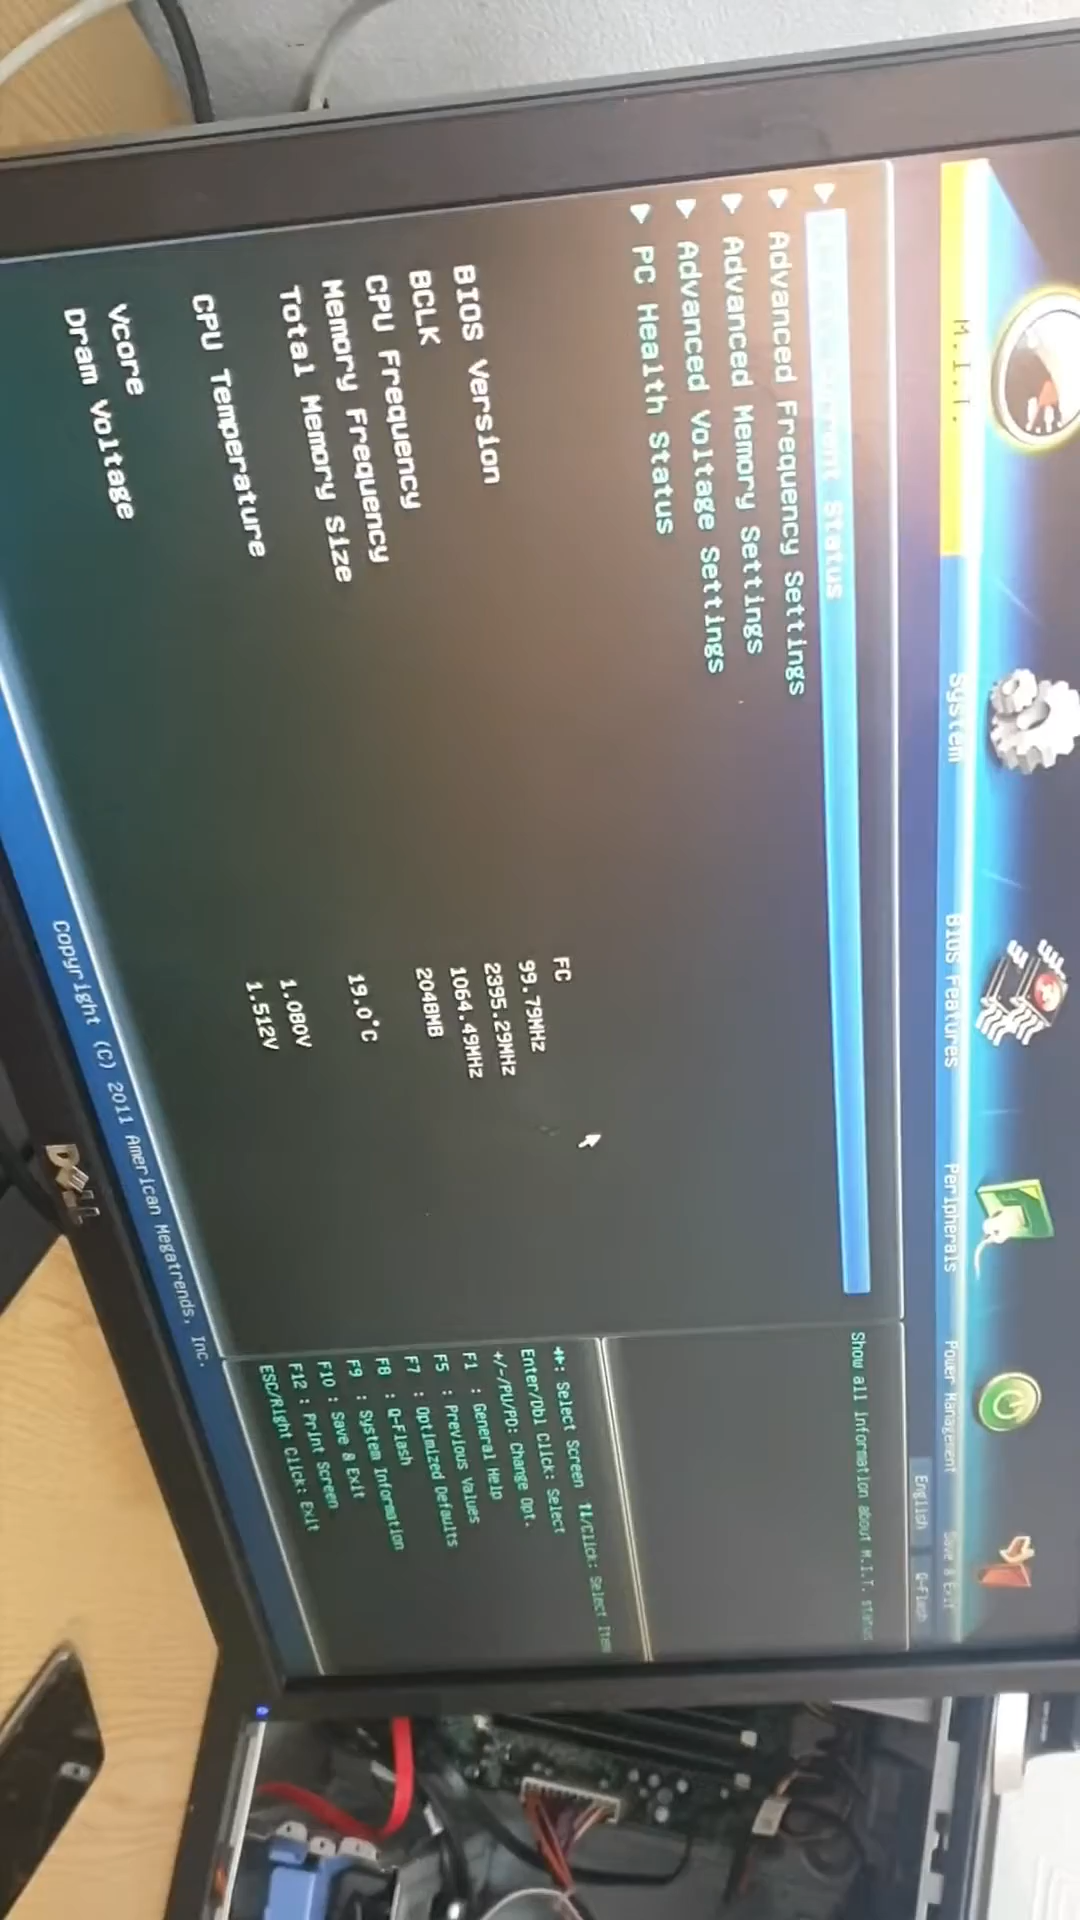 M.I.T.
System
BIOS Features
Peripherals
Power Management
Save & Exit
English
Q-Flash
Status
Advanced Frequency Settings
Advanced Memory Settings
Advanced Voltage Settings
PC Health Status
BIOS Version FC
BCLK 99.79MHz
CPU Frequency 2395.29MHz
Memory Frequency 1064.49MHz
Total Memory Size 2048MB
CPU Temperature 19.0°C
Vcore 1.080V
Dram Voltage 1.512V
Show all information about M.I.T. status
: Select Screen ↑↓/Click: Select Item
Enter/Dbl Click: Select
+/-/PU/PD: Change Opt.
F1 : General Help
F5 : Previous Values
F7 : Optimized Defaults
F8 : Q-Flash
F9 : System Information
F10 : Save & Exit
F12 : Print Screen
ESC/Right Click: Exit
Copyright (C) 2011 American Megatrends, Inc.
DELL